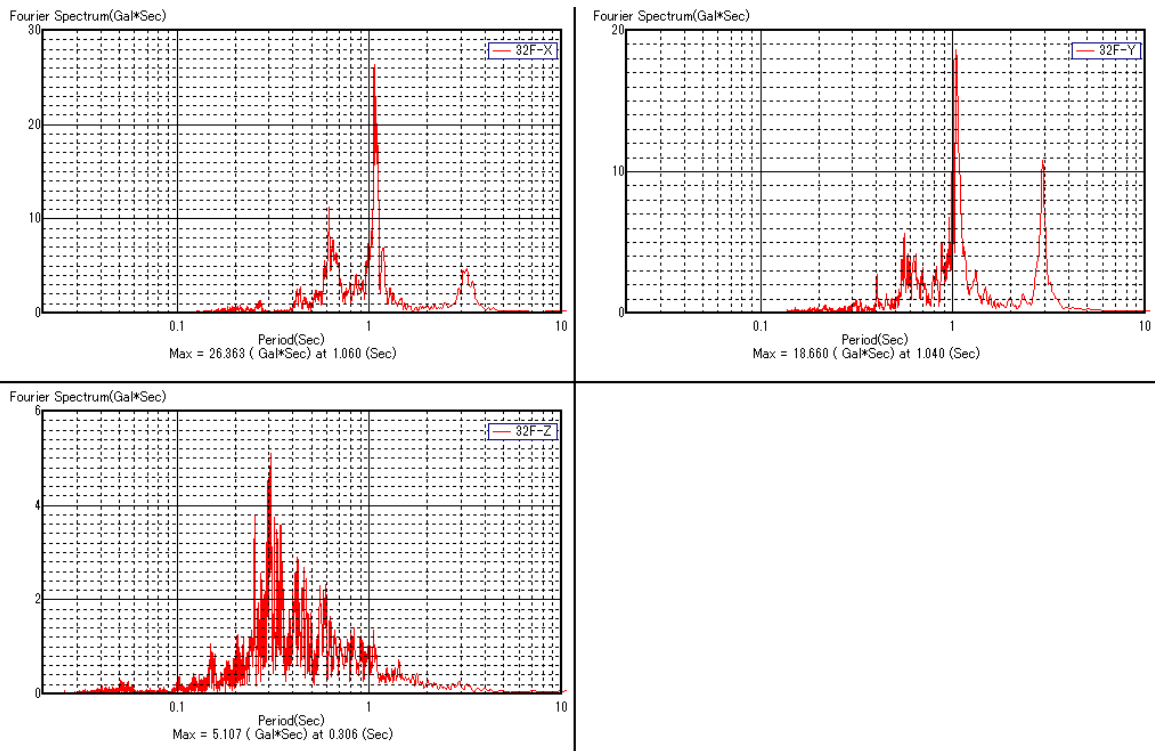 Fourier Spectrum(Gal*Sec)
30
32F-X
20
10
0
0.1 1 10
Period(Sec)
Max = 26.363 ( Gal*Sec) at 1.060 (Sec)
Fourier Spectrum(Gal*Sec)
20
32F-Y
10
0
0.1 1 10
Period(Sec)
Max = 18.660 ( Gal*Sec) at 1.040 (Sec)
Fourier Spectrum(Gal*Sec)
6
32F-Z
4
2
0
0.1 1 10
Period(Sec)
Max = 5.107 ( Gal*Sec) at 0.306 (Sec)